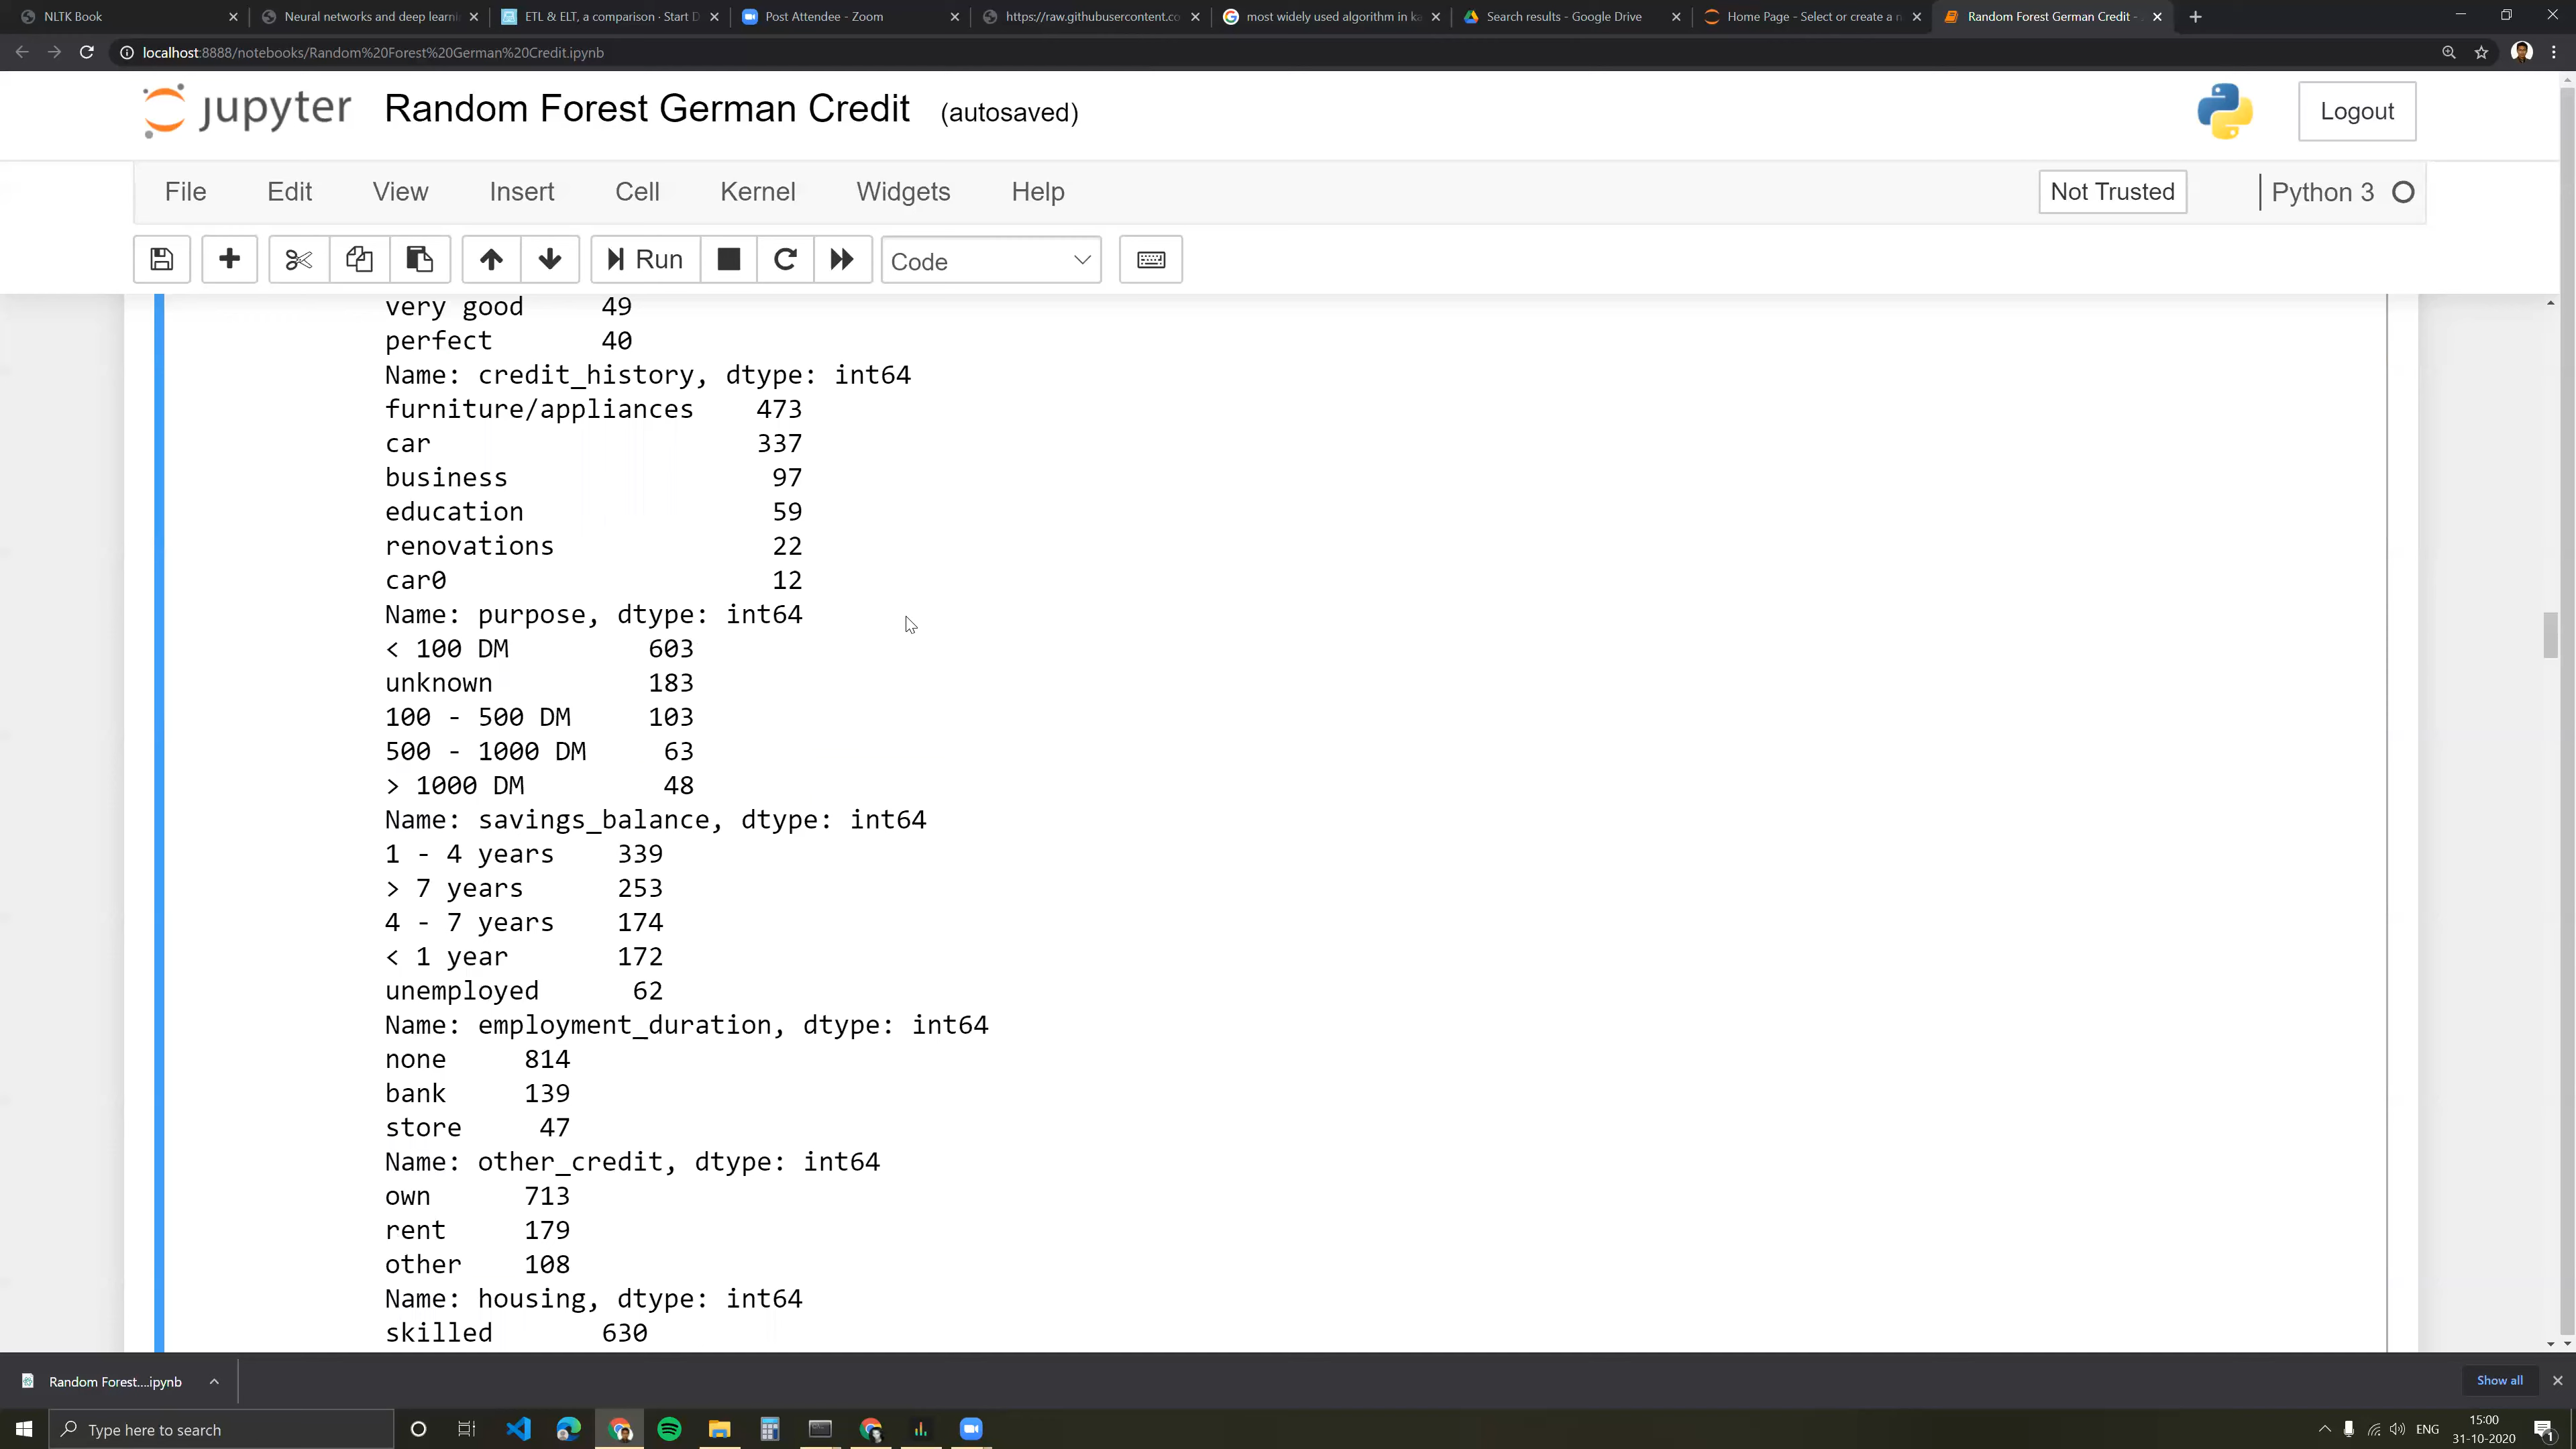 NLTK Book
Neural networks and deep learni
ETL & ELT, a comparison · Start D
Post Attendee - Zoom
https://raw.githubusercontent.co
most widely used algorithm in ka
Search results - Google Drive
Home Page - Select or create a n
Random Forest German Credit -
localhost:8888/notebooks/Random%20Forest%20German%20Credit.ipynb
jupyter Random Forest German Credit (autosaved)
Logout
File Edit View Insert Cell Kernel Widgets Help
Not Trusted
Python 3
Run
Code
very good 49
perfect 40
Name: credit_history, dtype: int64
furniture/appliances 473
car 337
business 97
education 59
renovations 22
car0 12
Name: purpose, dtype: int64
< 100 DM 603
unknown 183
100 - 500 DM 103
500 - 1000 DM 63
> 1000 DM 48
Name: savings_balance, dtype: int64
1 - 4 years 339
> 7 years 253
4 - 7 years 174
< 1 year 172
unemployed 62
Name: employment_duration, dtype: int64
none 814
bank 139
store 47
Name: other_credit, dtype: int64
own 713
rent 179
other 108
Name: housing, dtype: int64
skilled 630
Random Forest....ipynb
Show all
Type here to search
ENG
15:00
31-10-2020
1